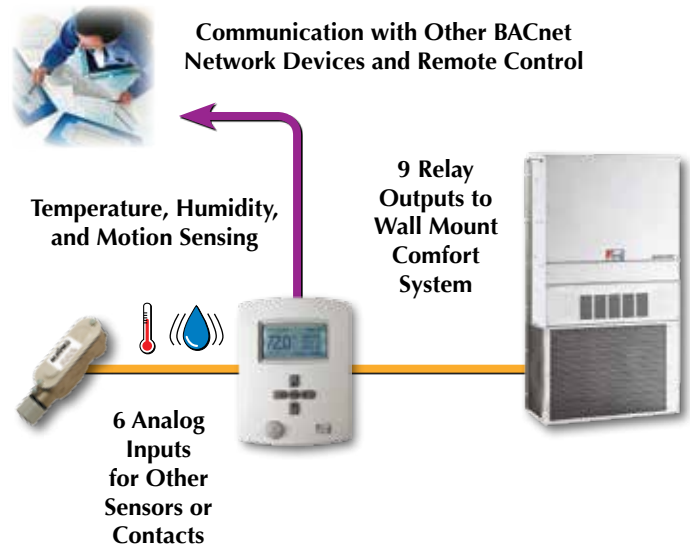 Communication with Other BACnet
Network Devices and Remote Control
9 Relay
Outputs to
Wall Mount
Comfort
System
Temperature, Humidity,
and Motion Sensing
72.0
6 Analog
Inputs
for Other
Sensors or
Contacts